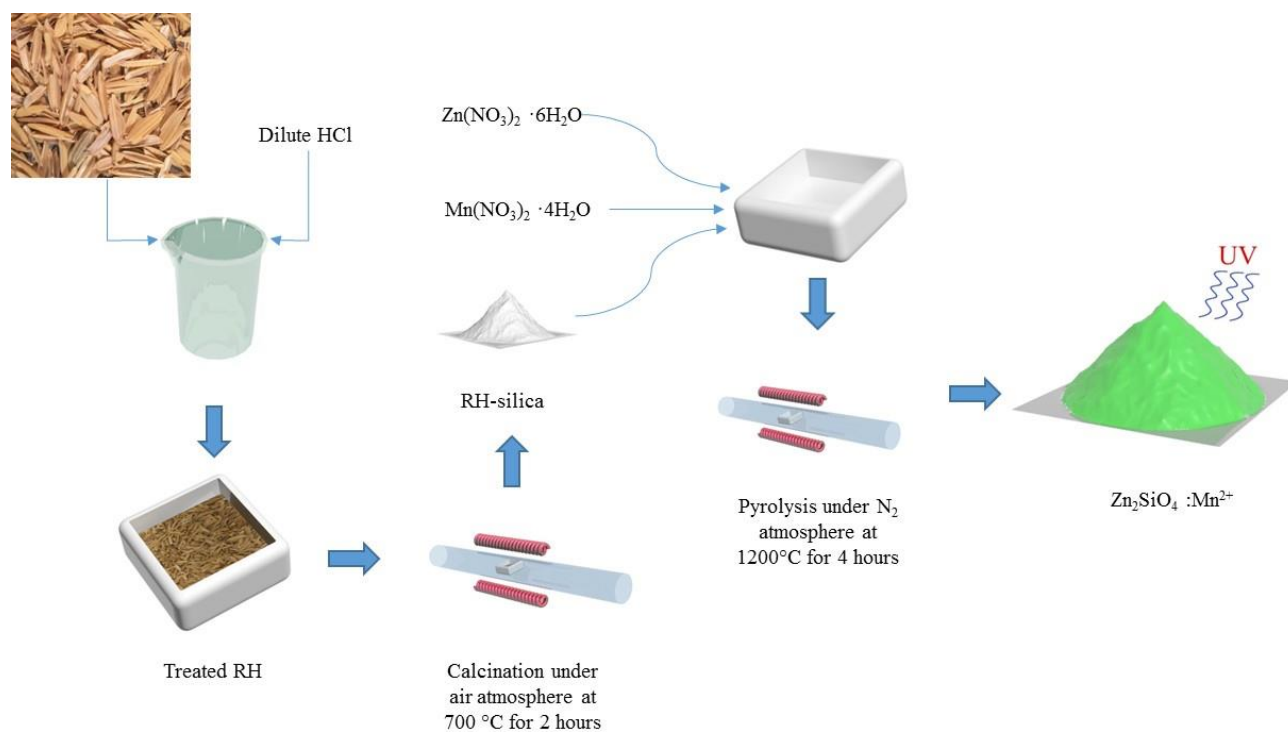 Dilute HCl
Zn(NO₃)₂ ·6H₂O
Mn(NO₃)₂ ·4H₂O
RH-silica
UV
Treated RH
Calcination under
air atmosphere at
700 °C for 2 hours
Pyrolysis under N₂
atmosphere at
1200°C for 4 hours
Zn₂SiO₄ :Mn²⁺